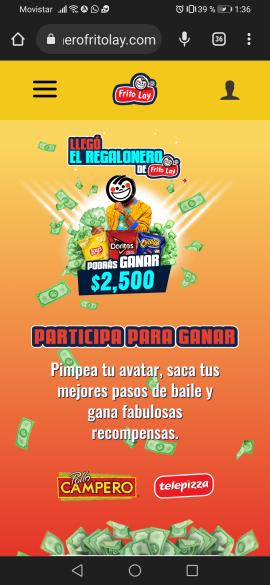 Movistar 39 % 1:36
erofritolay.com 36
Frito Lay
LLEGÓ
EL REGALONERO
DE Frito Lay
Lay's Doritos
PODRÁS GANAR
$2,500
PARTICIPA PARA GANAR
Pimpea tu avatar, saca tus
mejores pasos de baile y
gana fabulosas
recompensas.
Pollo
CAMPERO telepizza